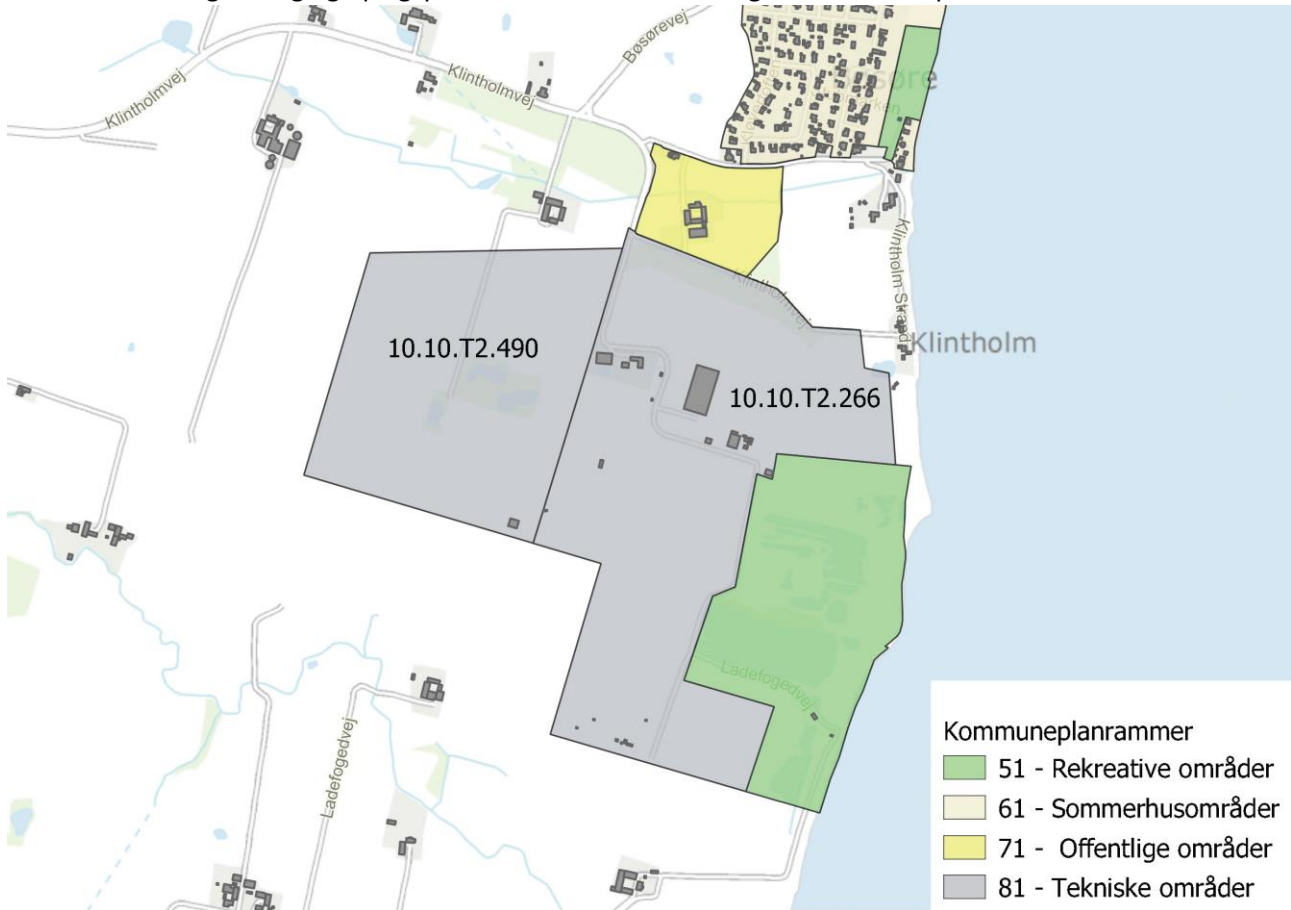 Bøsørevej
Klintholmvej
Klintholmvej
Klintholmvej
Klintholm Strand
Klintholm
10.10.T2.490
10.10.T2.266
Ladefogedvej
Ladefogedvej
Kommuneplanrammer
51 - Rekreative områder
61 - Sommerhusområder
71 - Offentlige områder
81 - Tekniske områder